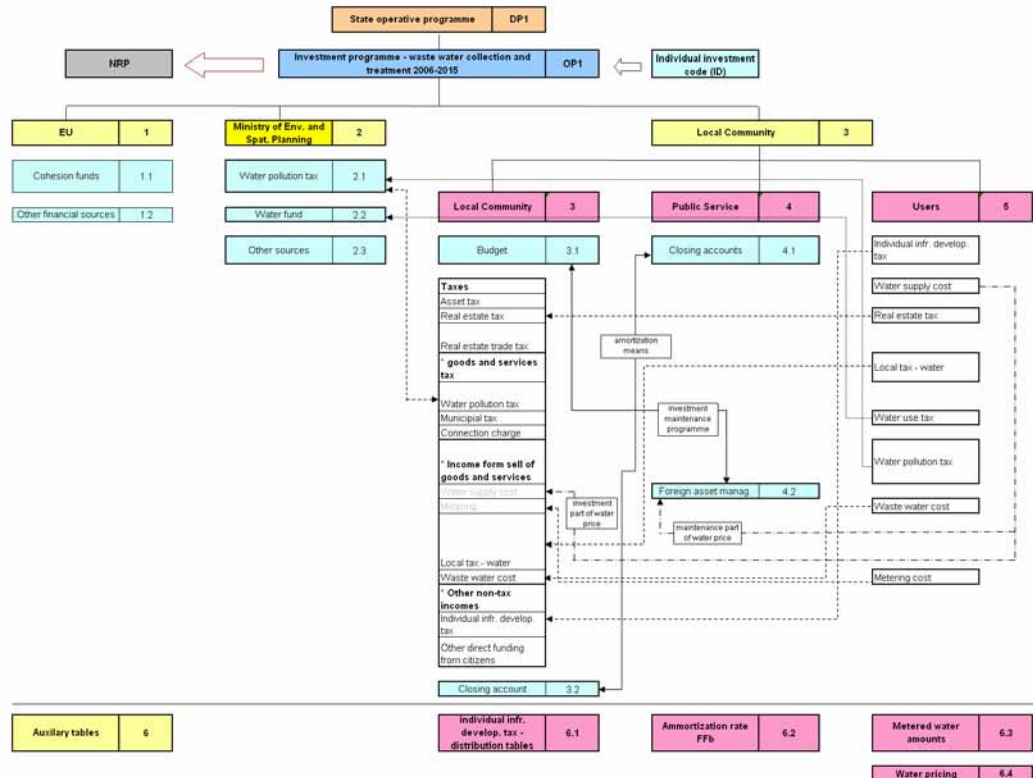 State operative programme DP1
NRP
Investment programme - waste water collection and
treatment 2006-2015
OP1
Individual investment
code (ID)
EU 1
Ministry of Env. and
Spat. Planning
2
Local Community 3
Cohesion funds 1.1
Water pollution tax 2.1
Other financial sources 1.2
Water fund 2.2
Other sources 2.3
Local Community 3
Public Service 4
Users 5
Budget 3.1
Closing accounts 4.1
Individual infr. develop.
tax
Water supply cost
Real estate tax
Local tax - water
Water use tax
Water pollution tax
Waste water cost
Metering cost
Taxes
Asset tax
Real estate tax
Real estate trade tax
* goods and services
tax
Water pollution tax
Municipal tax
Connection charge
* Income form sell of
goods and services
Water supply cost
Metering
Local tax - water
Waste water cost
* Other non-tax
incomes
Individual infr. develop.
tax
Other direct funding
from citizens
amortization
means
investment
maintenance
programme
Foreign asset manag 4.2
investment
part of water
price
maintenance part
of water price
Closing account 3.2
Auxilary tables 6
individual infr.
develop. tax -
distribution tables
6.1
Ammortization rate
FFb
6.2
Metered water
amounts
6.3
Water pricing 6.4